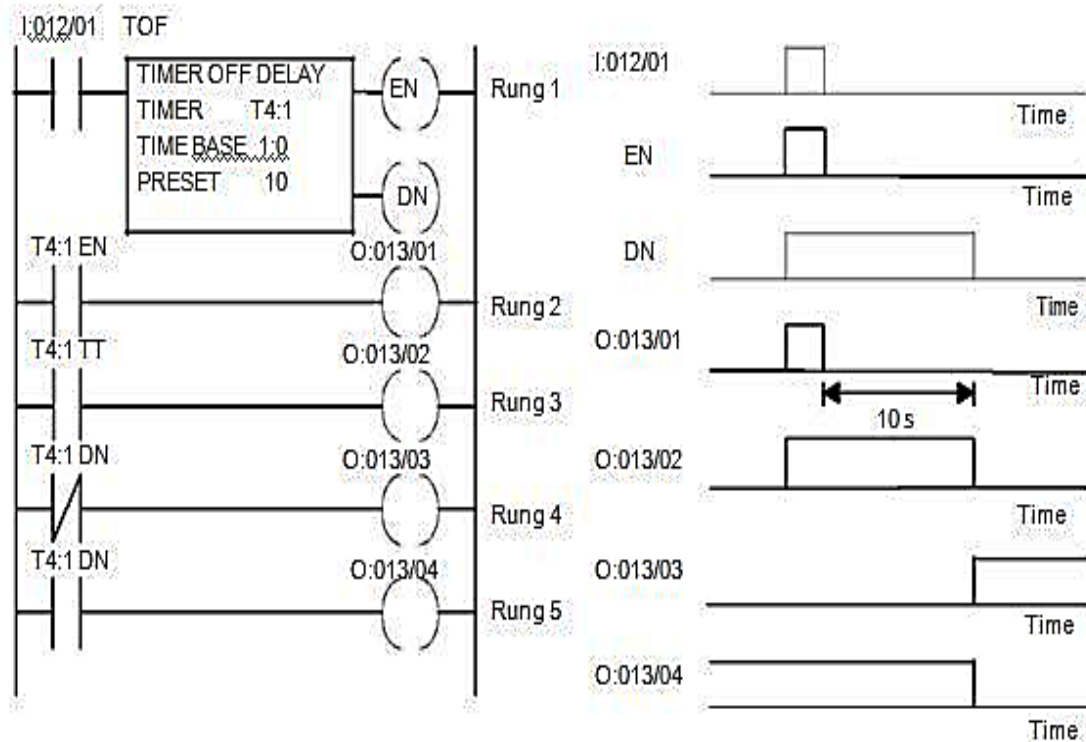 I:012/01 TOF
TIMER OFF DELAY
TIMER T4:1
TIME BASE 1:0
PRESET 10
EN
DN
Rung 1
T4:1 EN
O:013/01
Rung 2
T4:1 TT
O:013/02
Rung 3
T4:1 DN
O:013/03
Rung 4
T4:1 DN
O:013/04
Rung 5
I:012/01
Time
EN
Time
DN
Time
O:013/01
Time
10 s
O:013/02
Time
O:013/03
Time
O:013/04
Time